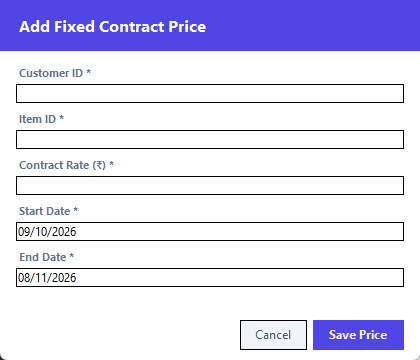 Add Fixed Contract Price
Customer ID *
Item ID *
Contract Rate (₹) *
Start Date *
09/10/2026
End Date *
08/11/2026
Cancel
Save Price